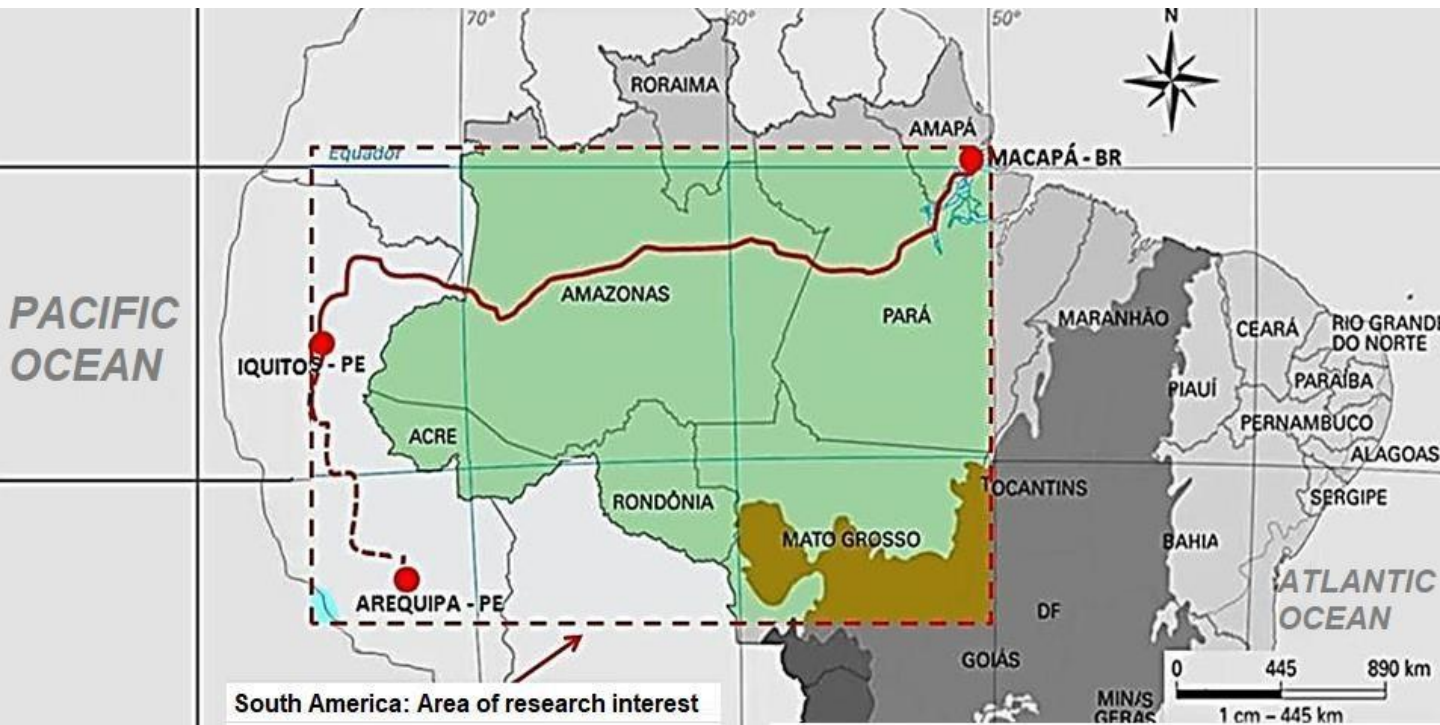 70°
60°
50°
N
RORAIMA
AMAPÁ
Equador
MACAPÁ - BR
AMAZONAS
PARÁ
MARANHÃO
CEARÁ
RIO GRANDE
DO NORTE
PACIFIC
OCEAN
IQUITOS - PE
PIAUÍ
PARAÍBA
PERNAMBUCO
ACRE
ALAGOAS
RONDÔNIA
TOCANTINS
SERGIPE
MATO GROSSO
BAHIA
ATLANTIC
OCEAN
AREQUIPA - PE
DF
GOIÁS
0 445 890 km
1 cm – 445 km
MIN/S
GERAS
South America: Area of research interest